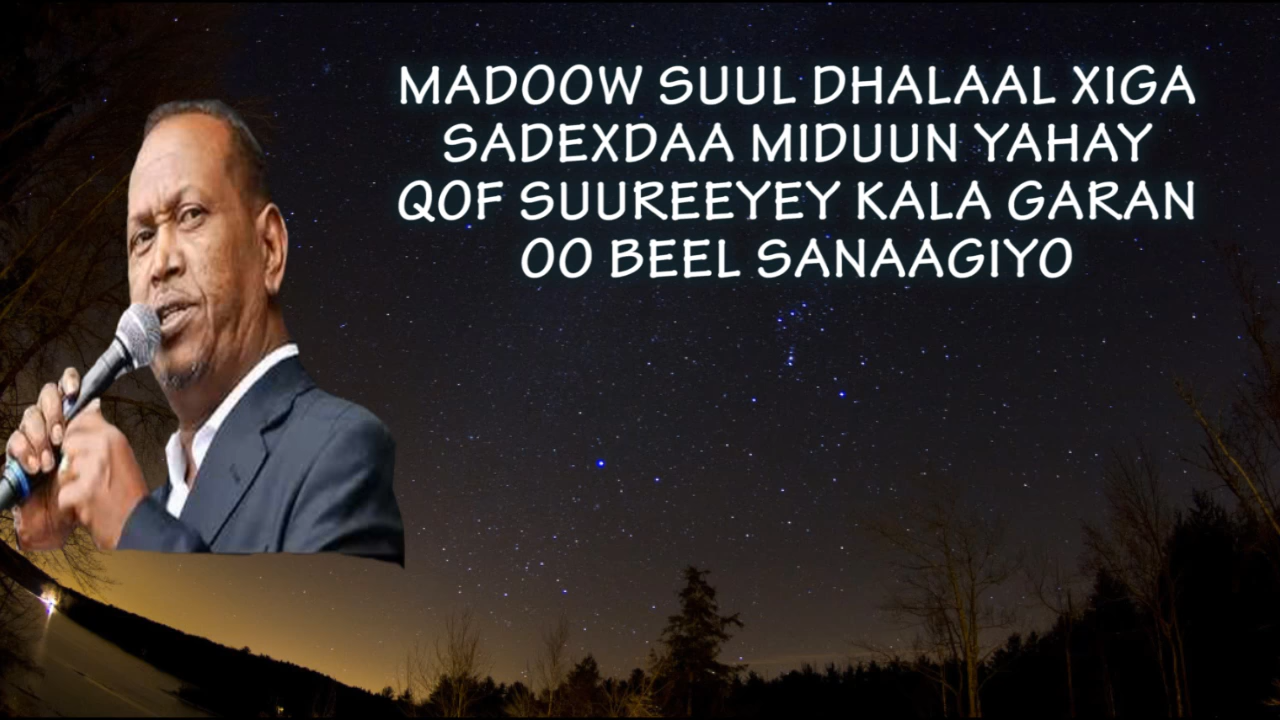 MADOOW SUUL DHALAAL XIGA
SADEXDAA MIDUUN YAHAY
QOF SUUREEYEY KALA GARAN
OO BEEL SANAAGIYO